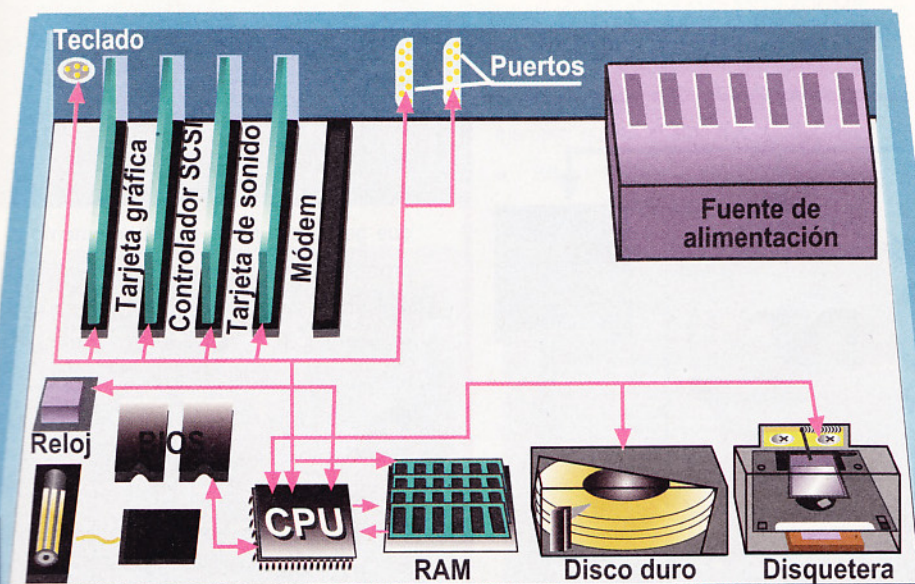 Teclado
Puertos
Tarjeta gráfica
Controlador SCSI
Tarjeta de sonido
Módem
Fuente de
alimentación
Reloj
BIOS
CPU
RAM
Disco duro
Disquetera